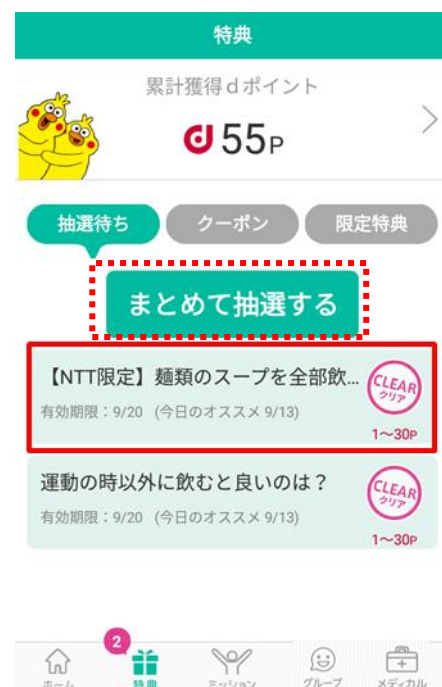 特典
累計獲得dポイント
d 55P
抽選待ち クーポン 限定特典
まとめて抽選する
【NTT限定】麺類のスープを全部飲...
CLEAR
クリア
有効期限:9/20 (今日のオススメ 9/13)
1～30P
運動の時以外に飲むと良いのは?
CLEAR
クリア
有効期限:9/20 (今日のオススメ 9/13)
1～30P
2
ホーム 特典 ミッション グループ メディカル